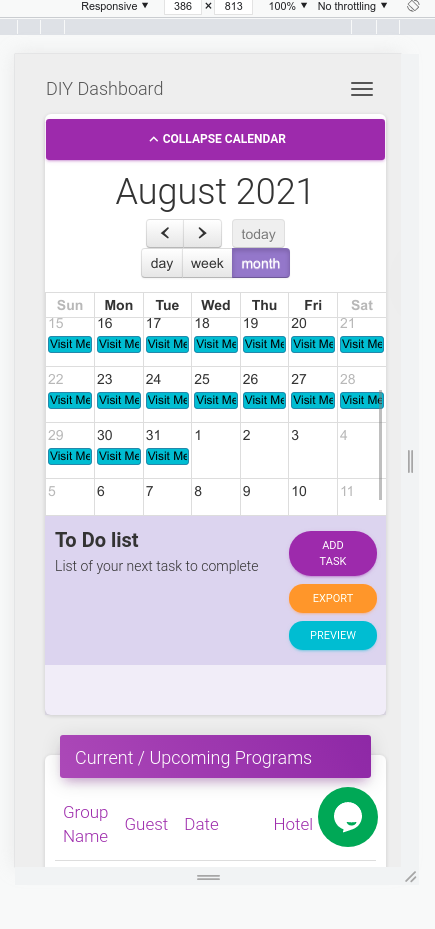 Responsive ▼ 386 × 813 100% ▼ No throttling ▼
DIY Dashboard
COLLAPSE CALENDAR
August 2021
today
day week month
Sun Mon Tue Wed Thu Fri Sat
15 16 17 18 19 20 21
Visit Me Visit Me Visit Me Visit Me Visit Me Visit Me Visit Me
22 23 24 25 26 27 28
Visit Me Visit Me Visit Me Visit Me Visit Me Visit Me Visit Me
29 30 31 1 2 3 4
Visit Me Visit Me Visit Me
5 6 7 8 9 10 11
To Do list
List of your next task to complete
ADD
TASK
EXPORT
PREVIEW
Current / Upcoming Programs
Group
Name
Guest Date Hotel